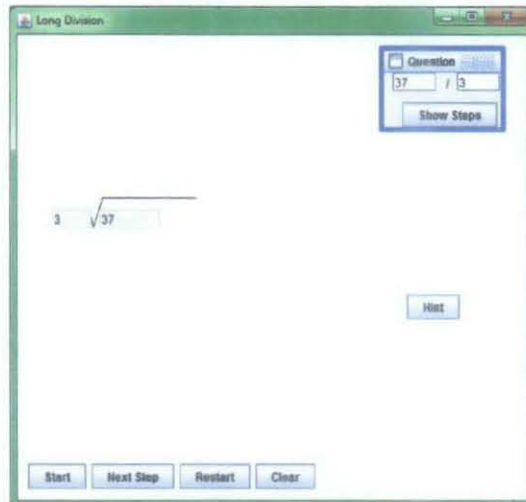 Long Division
Question
37 / 3
Show Steps
3 37
Hint
Start Next Step Restart Clear